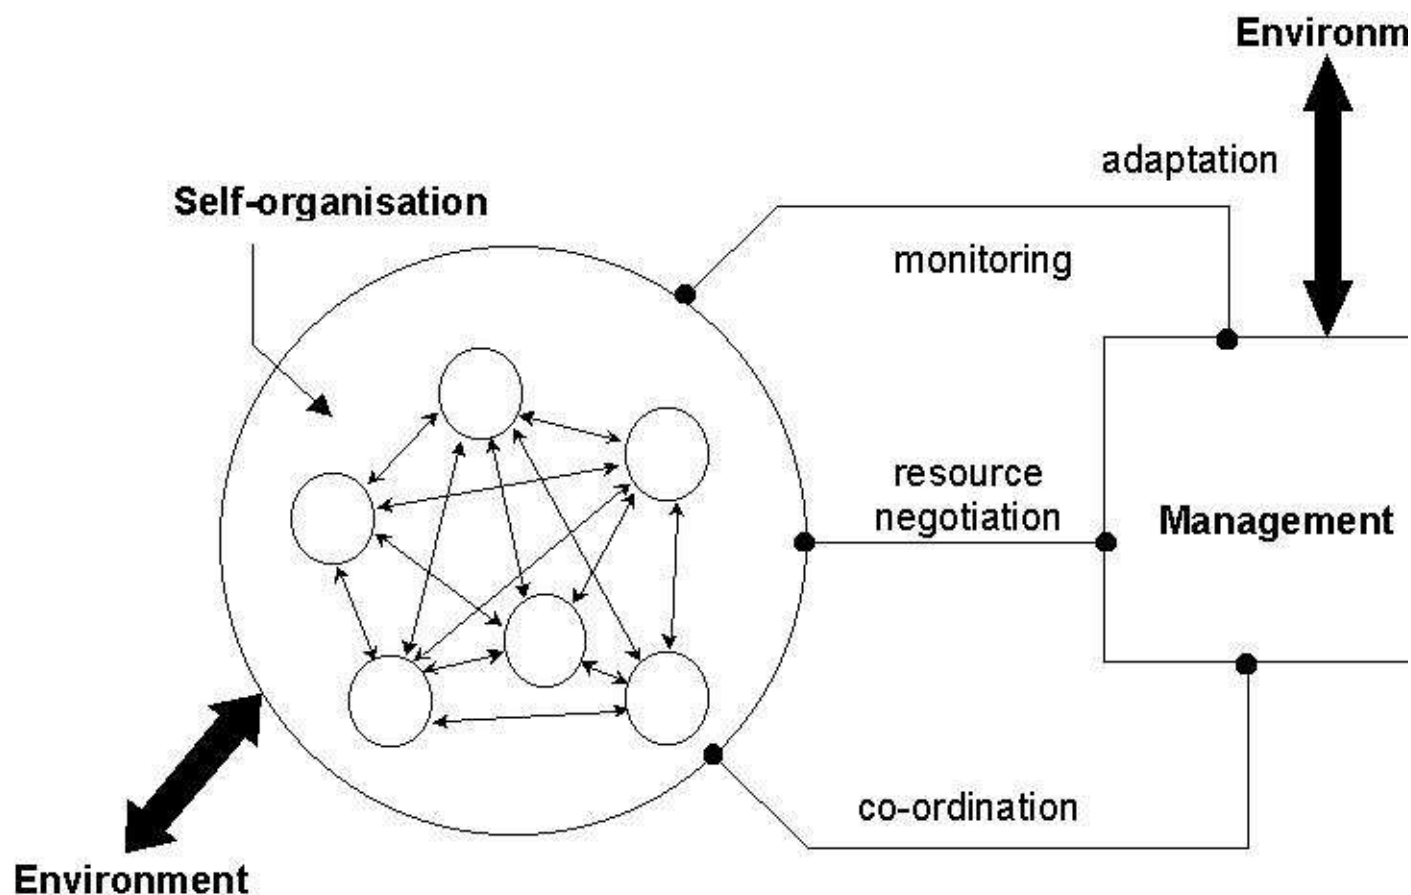 Environm
adaptation
Self-organisation
monitoring
resource
negotiation
Management
co-ordination
Environment